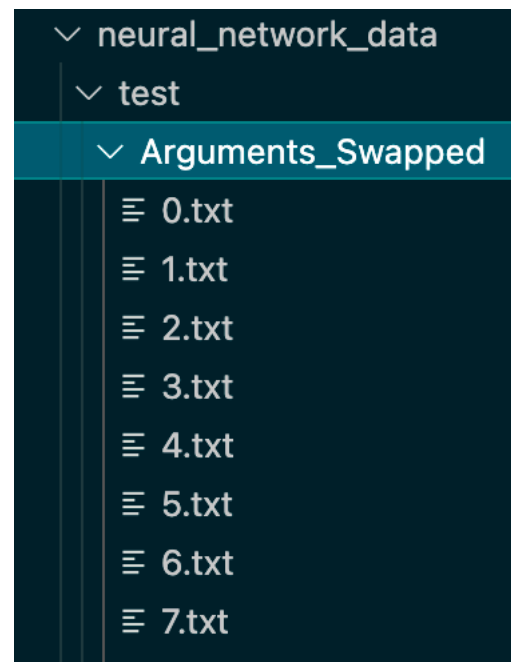 neural_network_data
test
Arguments_Swapped
0.txt
1.txt
2.txt
3.txt
4.txt
5.txt
6.txt
7.txt